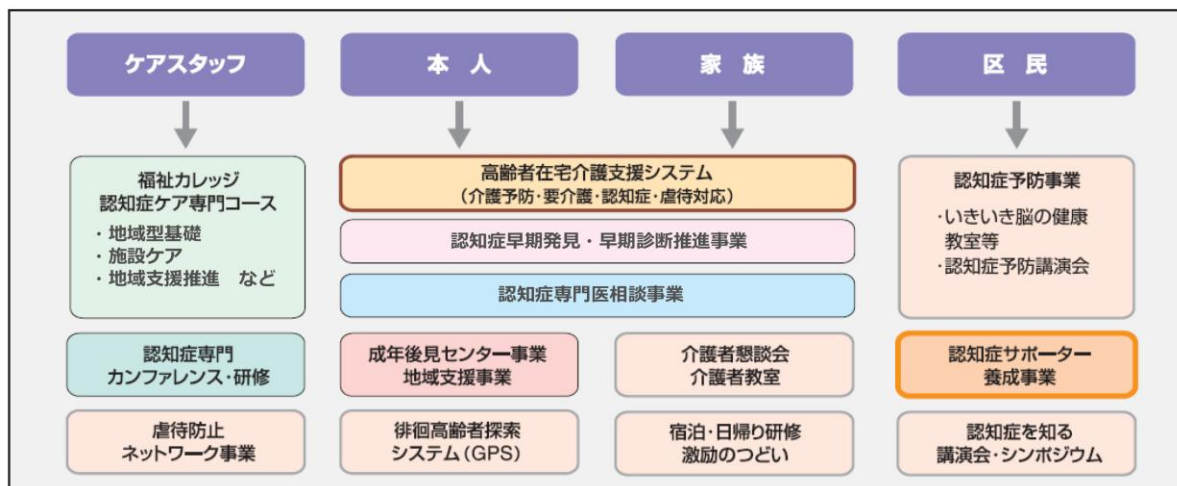 ケアスタッフ
本 人
家 族
区 民
福祉カレッジ
認知症ケア専門コース
・地域型基礎
・施設ケア
・地域支援推進 など
高齢者在宅介護支援システム
(介護予防・要介護・認知症・虐待対応)
認知症早期発見・早期診断推進事業
認知症専門医相談事業
認知症予防事業
・いきいき脳の健康
教室等
・認知症予防講演会
認知症専門
カンファレンス・研修
成年後見センター事業
地域支援事業
介護者懇談会
介護者教室
認知症サポーター
養成事業
虐待防止
ネットワーク事業
徘徊高齢者探索
システム(GPS)
宿泊・日帰り研修
激励のつどい
認知症を知る
講演会・シンポジウム